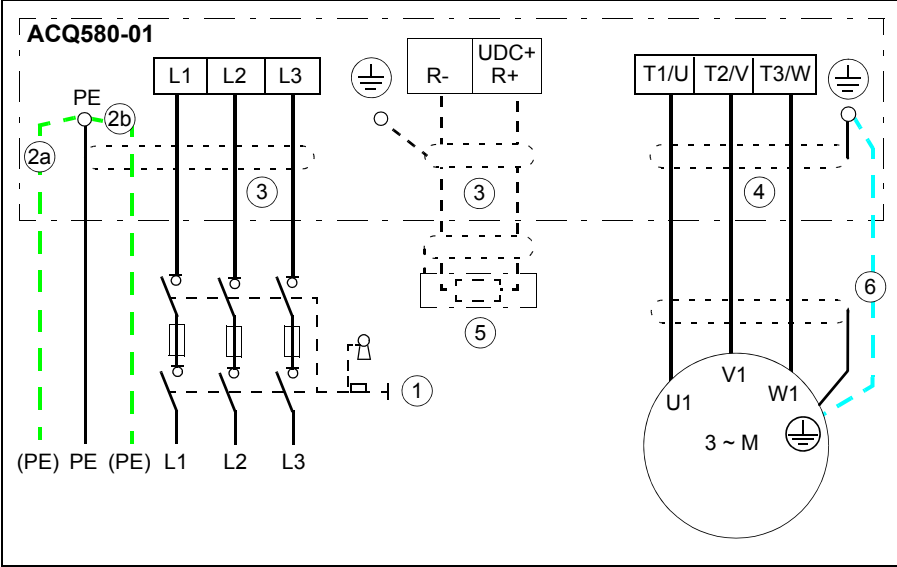 ACQ580-01
UDC+
L1 L2 L3
R- R+
T1/U T2/V T3/W
PE
2b
2a
3
3
4
6
5
1
V1
U1
W1
3 ~ M
(PE) PE (PE) L1 L2 L3